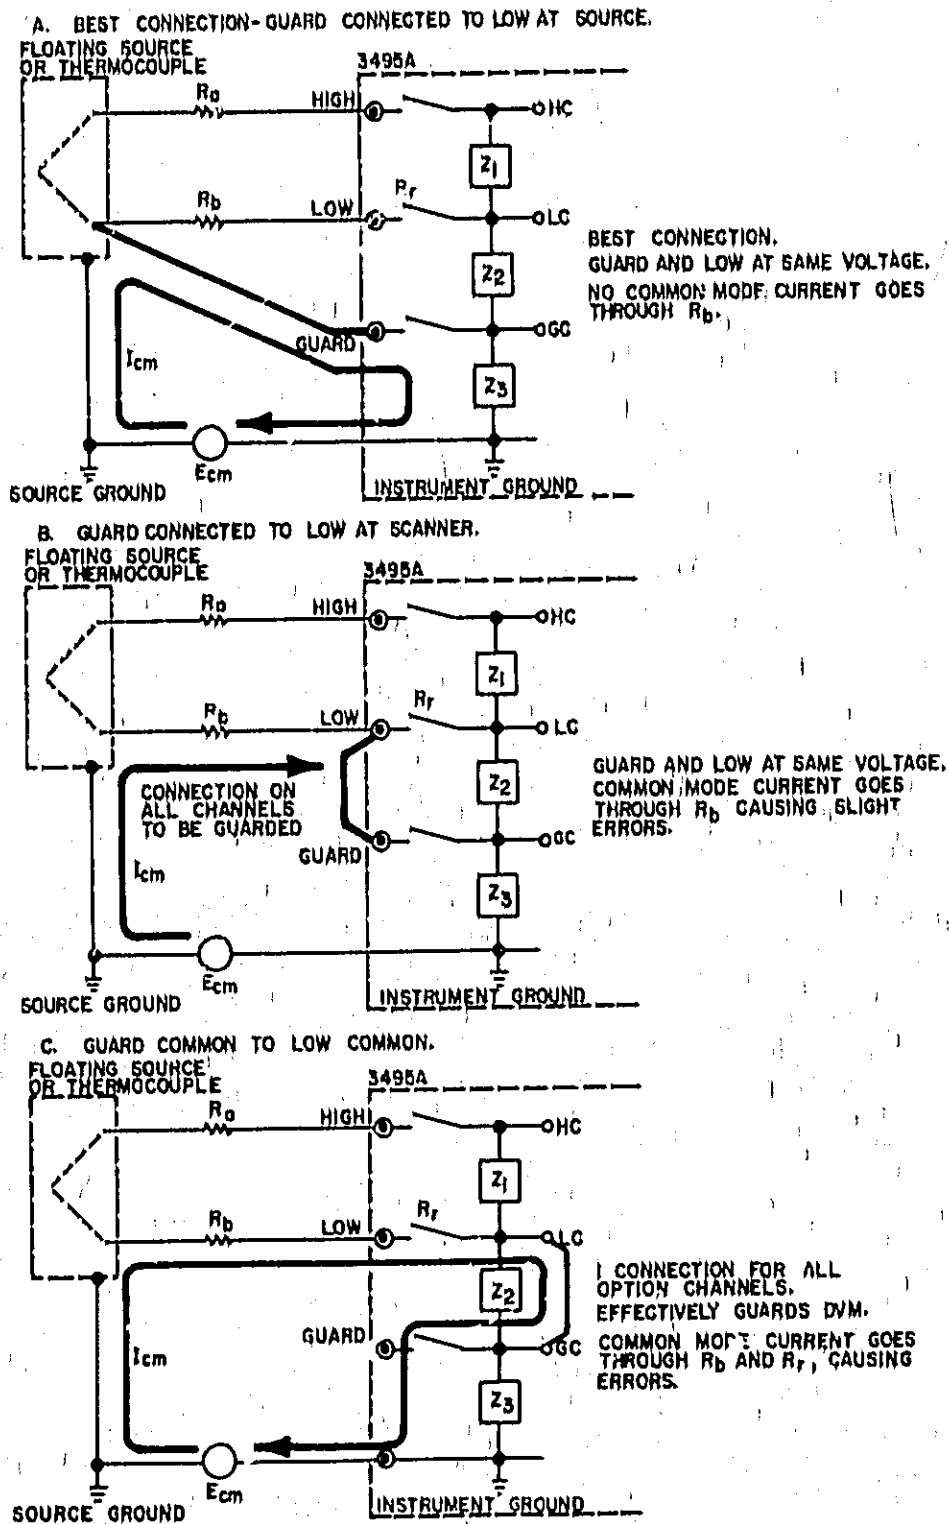 A. BEST CONNECTION-GUARD CONNECTED TO LOW AT SOURCE.
FLOATING SOURCE
OR THERMOCOUPLE
3495A
Ra
HIGH
HC
Z1
Rb
LOW
Rr
LC
Z2
BEST CONNECTION.
GUARD AND LOW AT SAME VOLTAGE.
NO COMMON MODE CURRENT GOES
THROUGH Rb.
GUARD
GC
Icm
Z3
Ecm
SOURCE GROUND
INSTRUMENT GROUND
B. GUARD CONNECTED TO LOW AT SCANNER.
FLOATING SOURCE
OR THERMOCOUPLE
3495A
Ra
HIGH
HC
Z1
Rb
LOW
Rr
LC
CONNECTION ON
ALL CHANNELS
TO BE GUARDED
Z2
GUARD AND LOW AT SAME VOLTAGE.
COMMON MODE CURRENT GOES
THROUGH Rb CAUSING SLIGHT
ERRORS.
GUARD
GC
Icm
Z3
Ecm
SOURCE GROUND
INSTRUMENT GROUND
C. GUARD COMMON TO LOW COMMON.
FLOATING SOURCE
OR THERMOCOUPLE
3495A
Ra
HIGH
HC
Z1
Rb
LOW
Rr
LC
Z2
1 CONNECTION FOR ALL
OPTION CHANNELS.
EFFECTIVELY GUARDS DVM.
COMMON MODE CURRENT GOES
THROUGH Rb AND Rr, CAUSING
ERRORS.
GUARD
GC
Icm
Z3
Ecm
SOURCE GROUND
INSTRUMENT GROUND